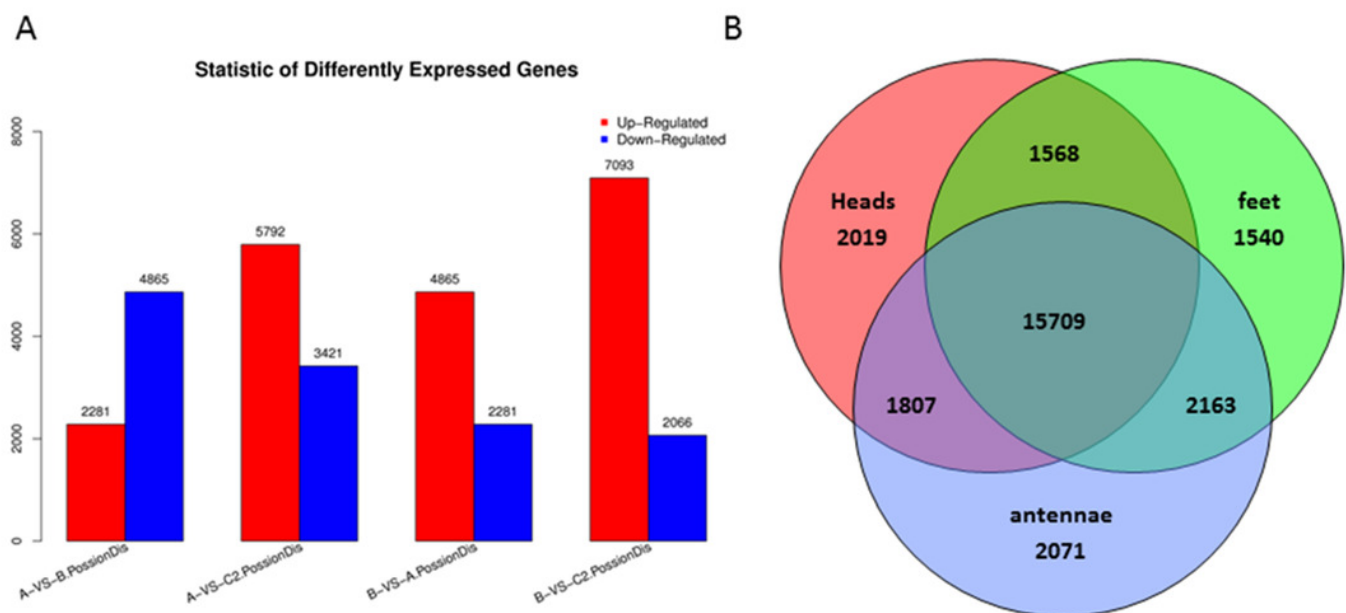 A
Statistic of Differently Expressed Genes
Up-Regulated
Down-Regulated
8000
6000
4000
2000
0
2281
4865
5792
3421
4865
2281
7093
2066
A-VS-B.PossionDis
A-VS-C2.PossionDis
B-VS-A.PossionDis
B-VS-C2.PossionDis
B
1568
Heads
2019
feet
1540
15709
1807
2163
antennae
2071